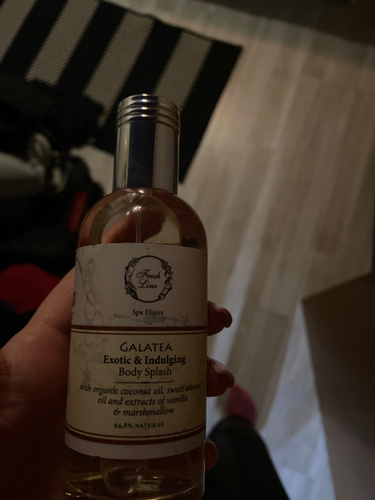 Fresh
Line
Spa Elixirs
GALATEA
Exotic & Indulging
Body Splash
with organic coconut oil, sweet almond
oil and extracts of vanilla
& marshmallow
94,8% NATURAL